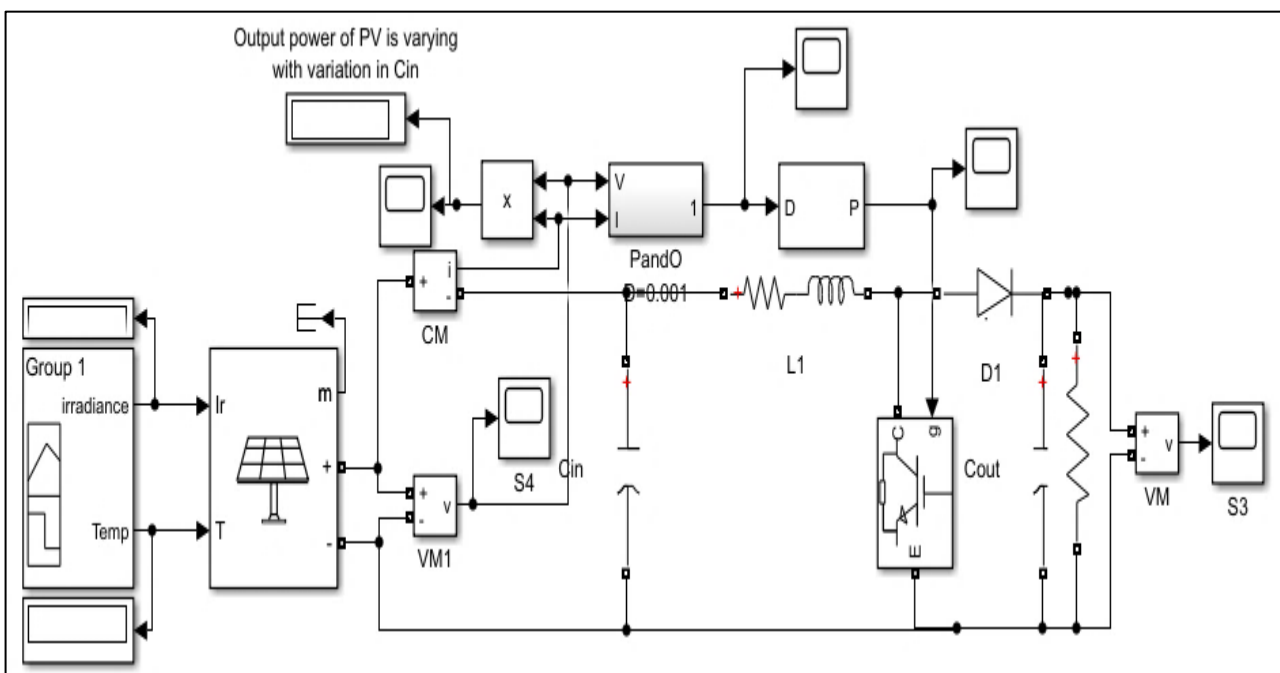 Output power of PV is varying
with variation in Cin
V
I
1
PandO
D=0.001
D
P
x
+
i
-
CM
Group 1
irradiance
Temp
Ir
T
m
+
-
+
-
v
VM1
S4
Cin
+
+
L1
D1
C
g
E
Cout
+
+
+
-
v
VM
S3